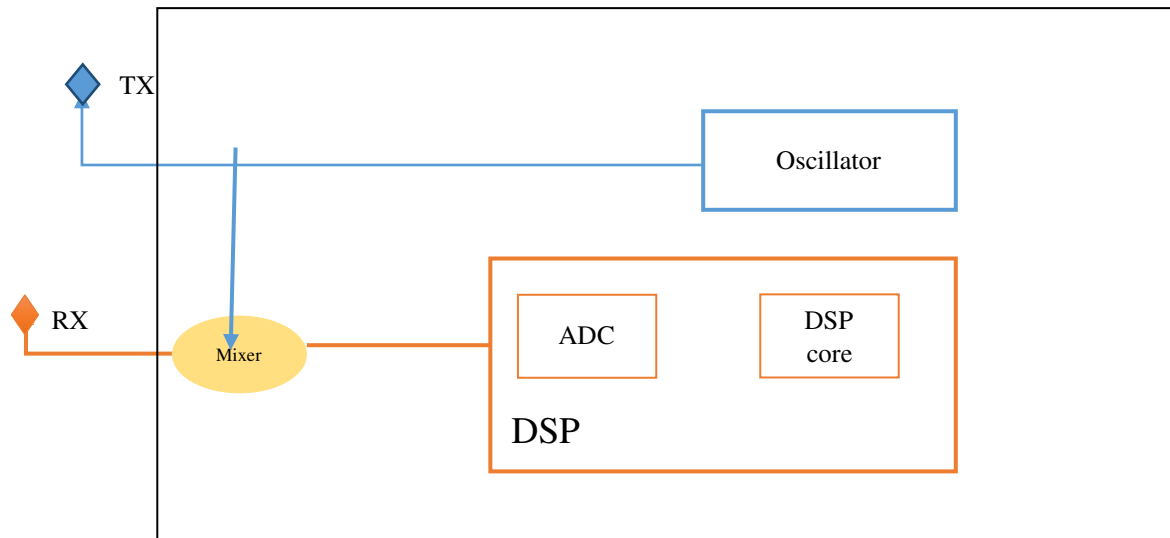 TX
Oscillator
RX
Mixer
ADC
DSP
core
DSP